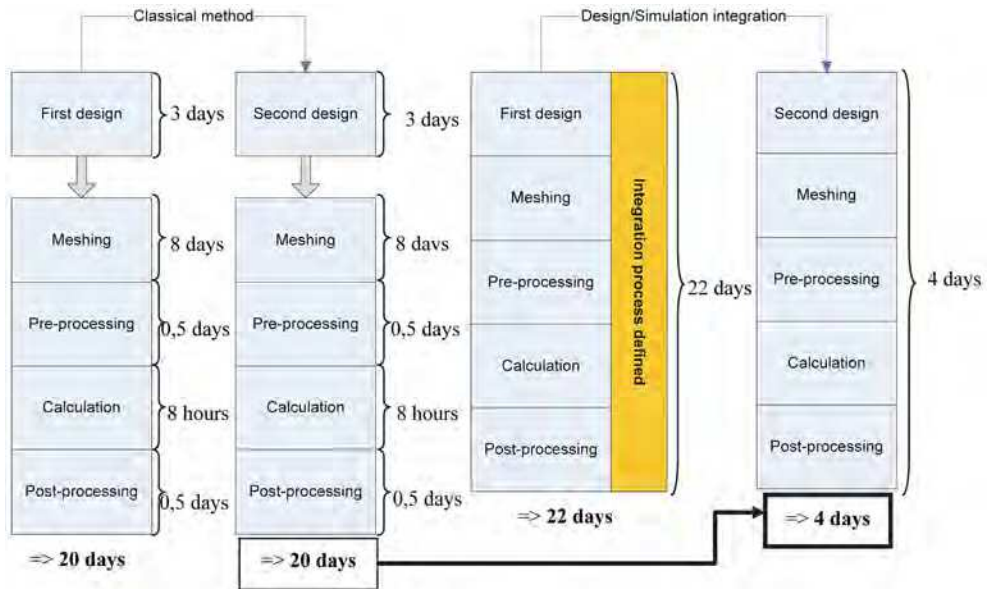 Classical method
Design/Simulation integration
First design
3 days
Second design
3 days
First design
Second design
Meshing
8 days
Meshing
8 days
Meshing
Meshing
Pre-processing
0,5 days
Pre-processing
0,5 days
Pre-processing
Pre-processing
Integration process defined
22 days
4 days
Calculation
8 hours
Calculation
8 hours
Calculation
Calculation
Post-processing
0,5 days
Post-processing
0,5 days
Post-processing
Post-processing
=> 20 days
=> 20 days
=> 22 days
=> 4 days